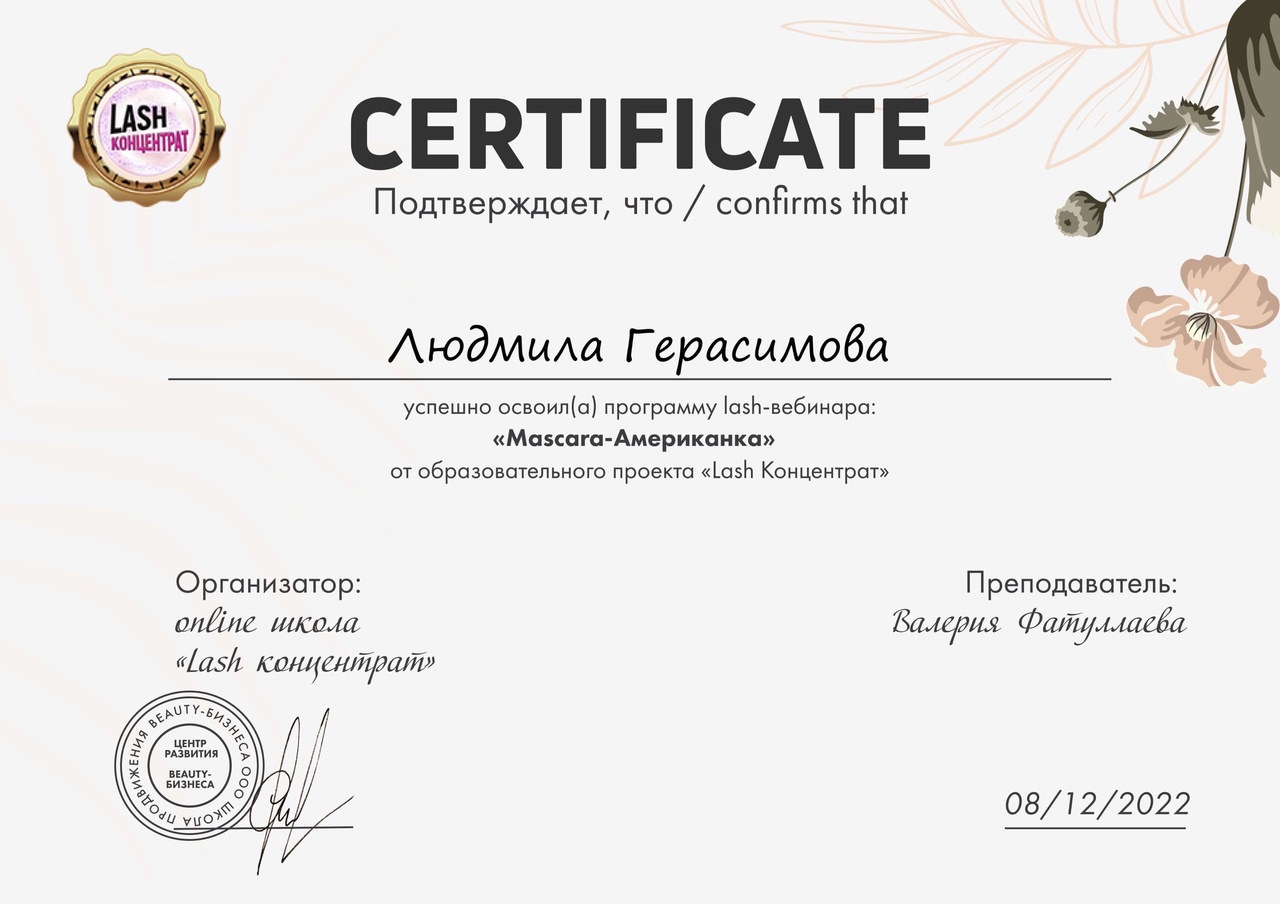 LASH
КОНЦЕНТРАТ
CERTIFICATE
Подтверждает, что / confirms that
Людмила Герасимова
успешно освоил(а) программу lash-вебинара:
«Mascara-Американка»
от образовательного проекта «Lash Концентрат»
Организатор:
online школа
«Lash концентрат»
Преподаватель:
Валерия Фатуллаева
ООО ШКОЛА ПРОДВИЖЕНИЯ BEAUTY-БИЗНЕСА
ЦЕНТР
РАЗВИТИЯ
BEAUTY-
БИЗНЕСА
08/12/2022